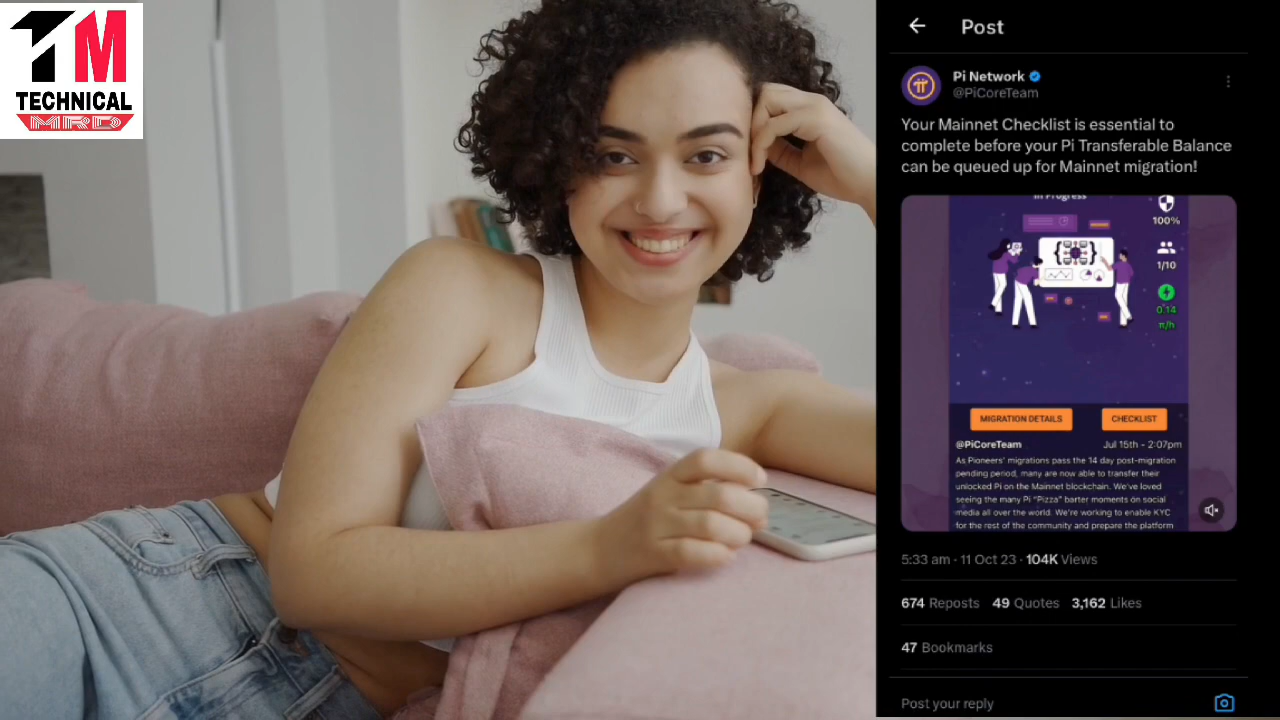 TM
TECHNICAL
MRD
Post
Pi Network
@PiCoreTeam
Your Mainnet Checklist is essential to
complete before your Pi Transferable Balance
can be queued up for Mainnet migration!
In Progress
100%
1/10
0.14
π/h
MIGRATION DETAILS
CHECKLIST
@PiCoreTeam
Jul 15th - 2:07pm
As Pioneers' migrations pass the 14 day post-migration
pending period, many are now able to transfer their
unlocked Pi on the Mainnet blockchain. We've loved
seeing the many Pi "Pizza" barter moments on social
media all over the world. We're working to enable KYC
for the rest of the community and prepare the platform
5:33 am · 11 Oct 23 · 104K Views
674 Reposts 49 Quotes 3,162 Likes
47 Bookmarks
Post your reply